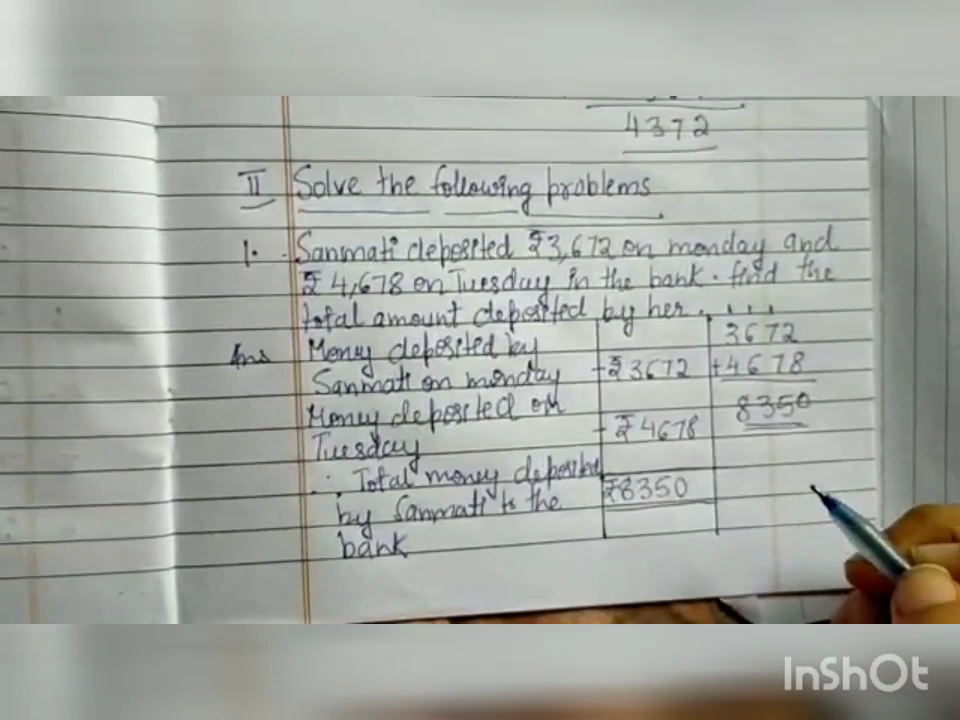 4372
II Solve the following problems
1. Sanmati deposited ₹3,672 on monday and
₹ 4,678 on Tuesday in the bank. find the
total amount deposited by her.
Ans Money deposited by
Sanmati on monday - ₹3672
Money deposited on
Tuesday - ₹4678
∴ Total money deposited
by Sanmati to the ₹8350
bank
3672
+4678
8350
InShOt